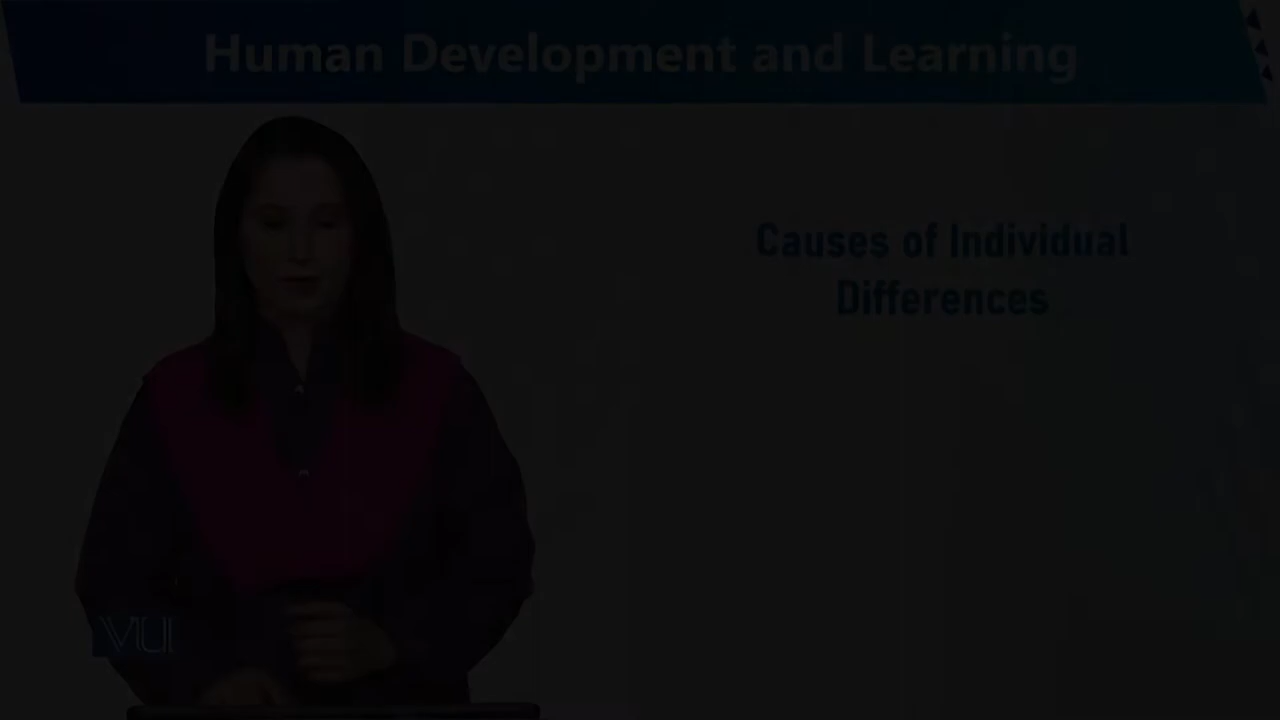 Human Development and Learning
Causes of Individual
Differences
VU